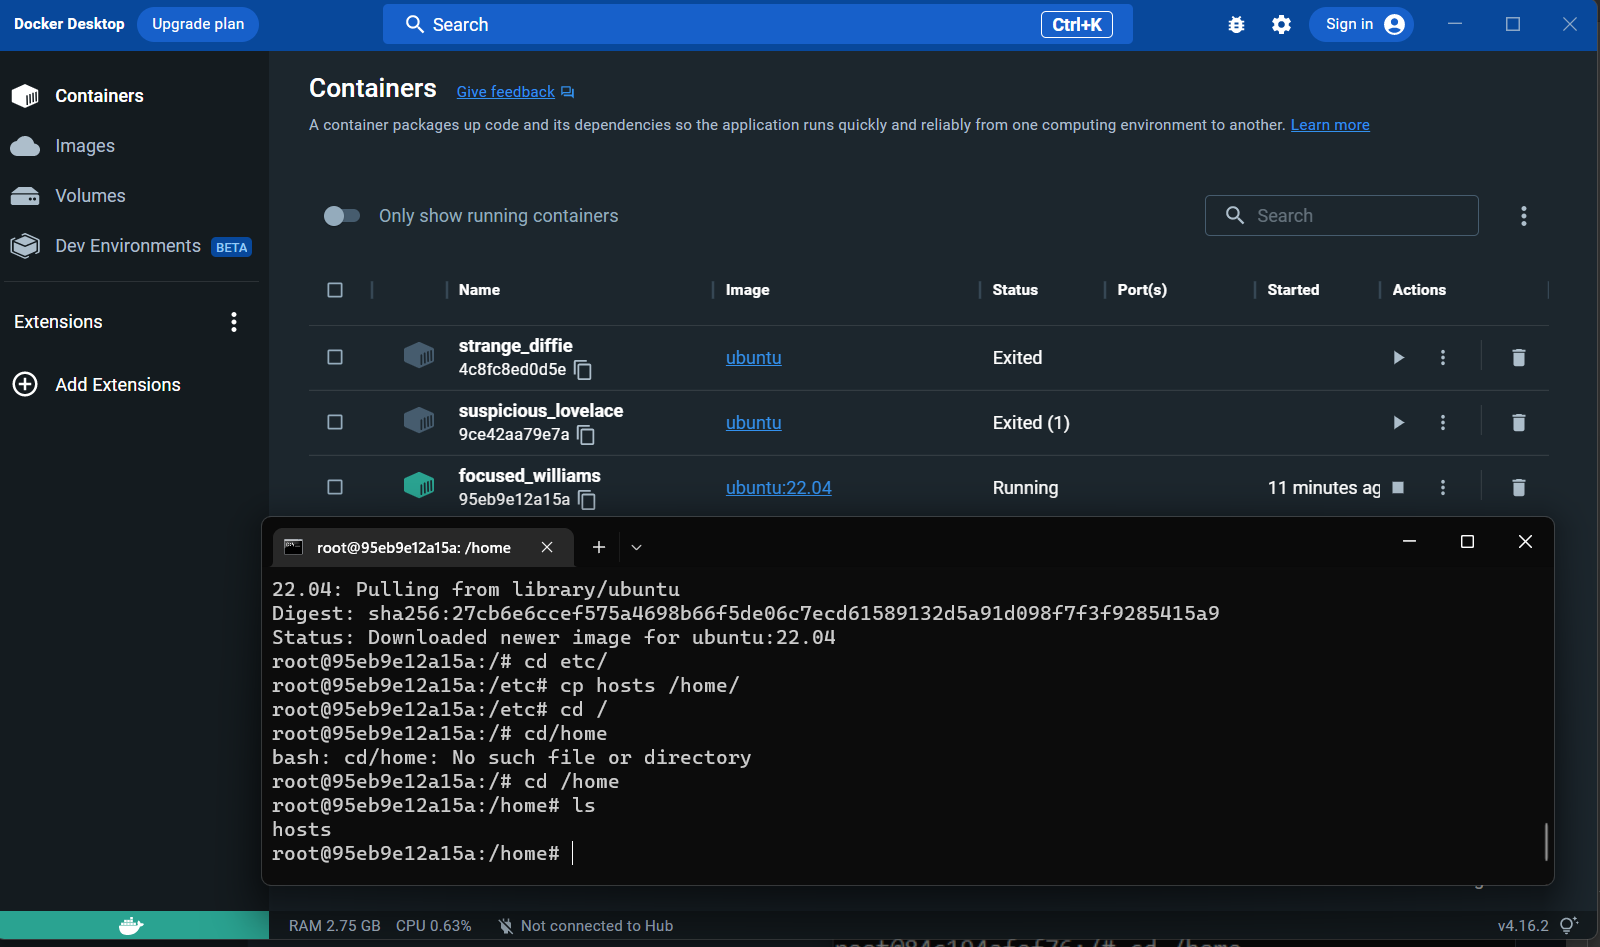 Docker Desktop
Upgrade plan
Search
Ctrl+K
Sign in
Containers
Images
Volumes
Dev Environments BETA
Extensions
Add Extensions
Containers
Give feedback
A container packages up code and its dependencies so the application runs quickly and reliably from one computing environment to another. Learn more
Only show running containers
Search
Name Image Status Port(s) Started Actions
strange_diffie
4c8fc8ed0d5e
ubuntu Exited
suspicious_lovelace
9ce42aa79e7a
ubuntu Exited (1)
focused_williams
95eb9e12a15a
ubuntu:22.04 Running 11 minutes ag
root@95eb9e12a15a: /home
22.04: Pulling from library/ubuntu
Digest: sha256:27cb6e6ccef575a4698b66f5de06c7ecd61589132d5a91d098f7f3f9285415a9
Status: Downloaded newer image for ubuntu:22.04
root@95eb9e12a15a:/# cd etc/
root@95eb9e12a15a:/etc# cp hosts /home/
root@95eb9e12a15a:/etc# cd /
root@95eb9e12a15a:/# cd/home
bash: cd/home: No such file or directory
root@95eb9e12a15a:/# cd /home
root@95eb9e12a15a:/home# ls
hosts
root@95eb9e12a15a:/home#
RAM 2.75 GB CPU 0.63% Not connected to Hub
v4.16.2